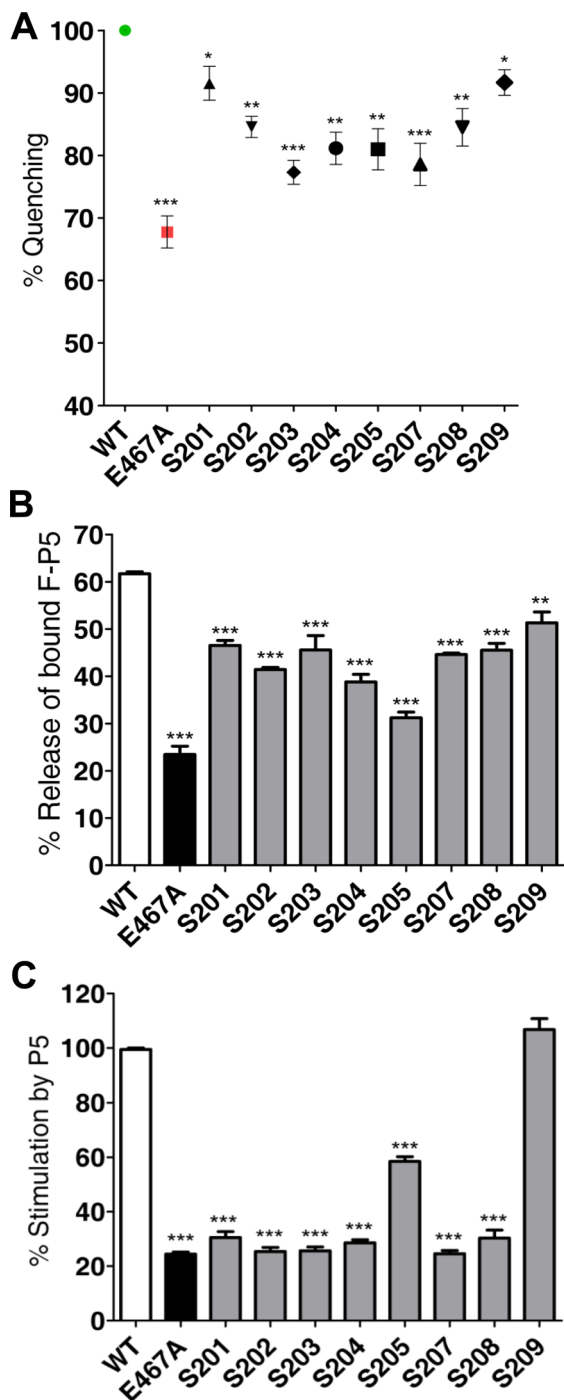 A
% Quenching
100
90
80
70
60
50
40
***
*
**
***
**
**
***
**
*
WT
E467A
S201
S202
S203
S204
S205
S207
S208
S209
B
% Release of bound F-P5
70
60
50
40
30
20
10
0
***
***
***
***
***
***
***
***
**
WT
E467A
S201
S202
S203
S204
S205
S207
S208
S209
C
% Stimulation by P5
120
100
80
60
40
20
0
***
***
***
***
***
***
***
***
WT
E467A
S201
S202
S203
S204
S205
S207
S208
S209